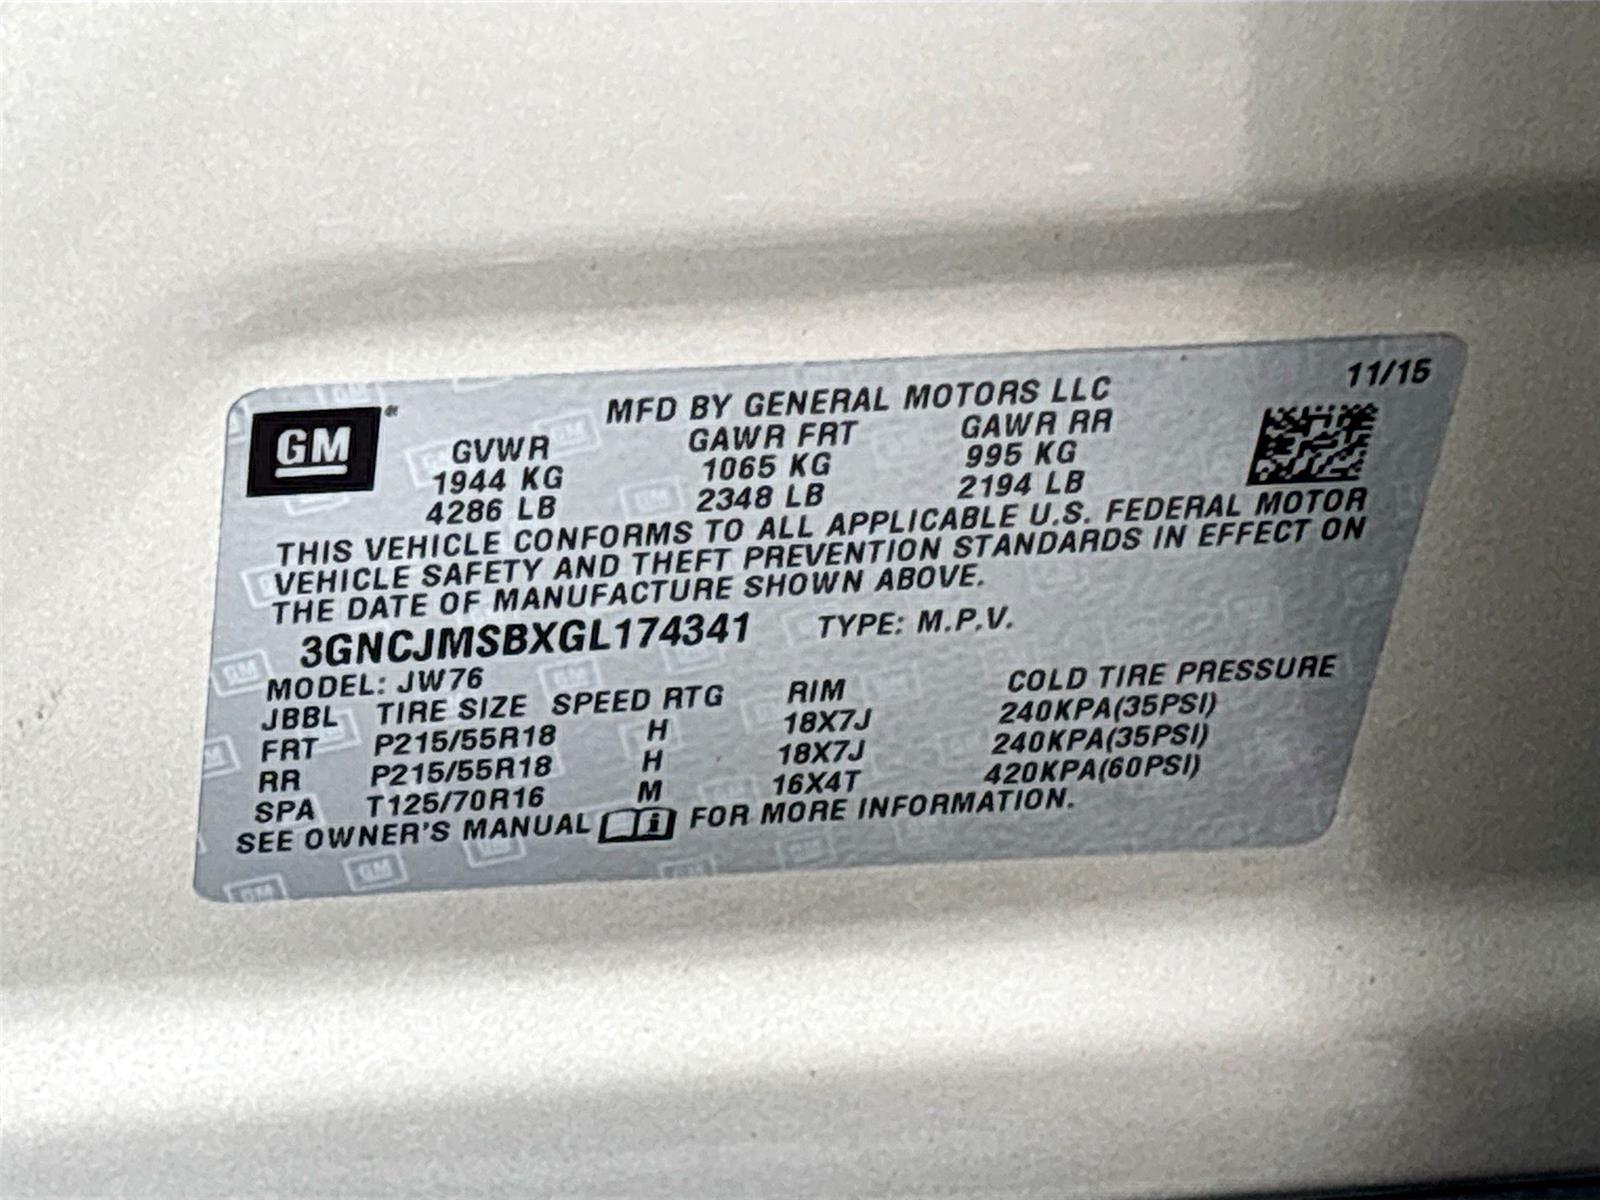 11/15
GM
MFD BY GENERAL MOTORS LLC
GVWR GAWR FRT GAWR RR
1944 KG 1065 KG 995 KG
4286 LB 2348 LB 2194 LB
THIS VEHICLE CONFORMS TO ALL APPLICABLE U.S. FEDERAL MOTOR
VEHICLE SAFETY AND THEFT PREVENTION STANDARDS IN EFFECT ON
THE DATE OF MANUFACTURE SHOWN ABOVE.
3GNCJMSBXGL174341 TYPE: M.P.V.
MODEL: JW76
JBBL TIRE SIZE SPEED RTG RIM COLD TIRE PRESSURE
FRT P215/55R18 H 18X7J 240KPA(35PSI)
RR P215/55R18 H 18X7J 240KPA(35PSI)
SPA T125/70R16 M 16X4T 420KPA(60PSI)
SEE OWNER'S MANUAL i FOR MORE INFORMATION.